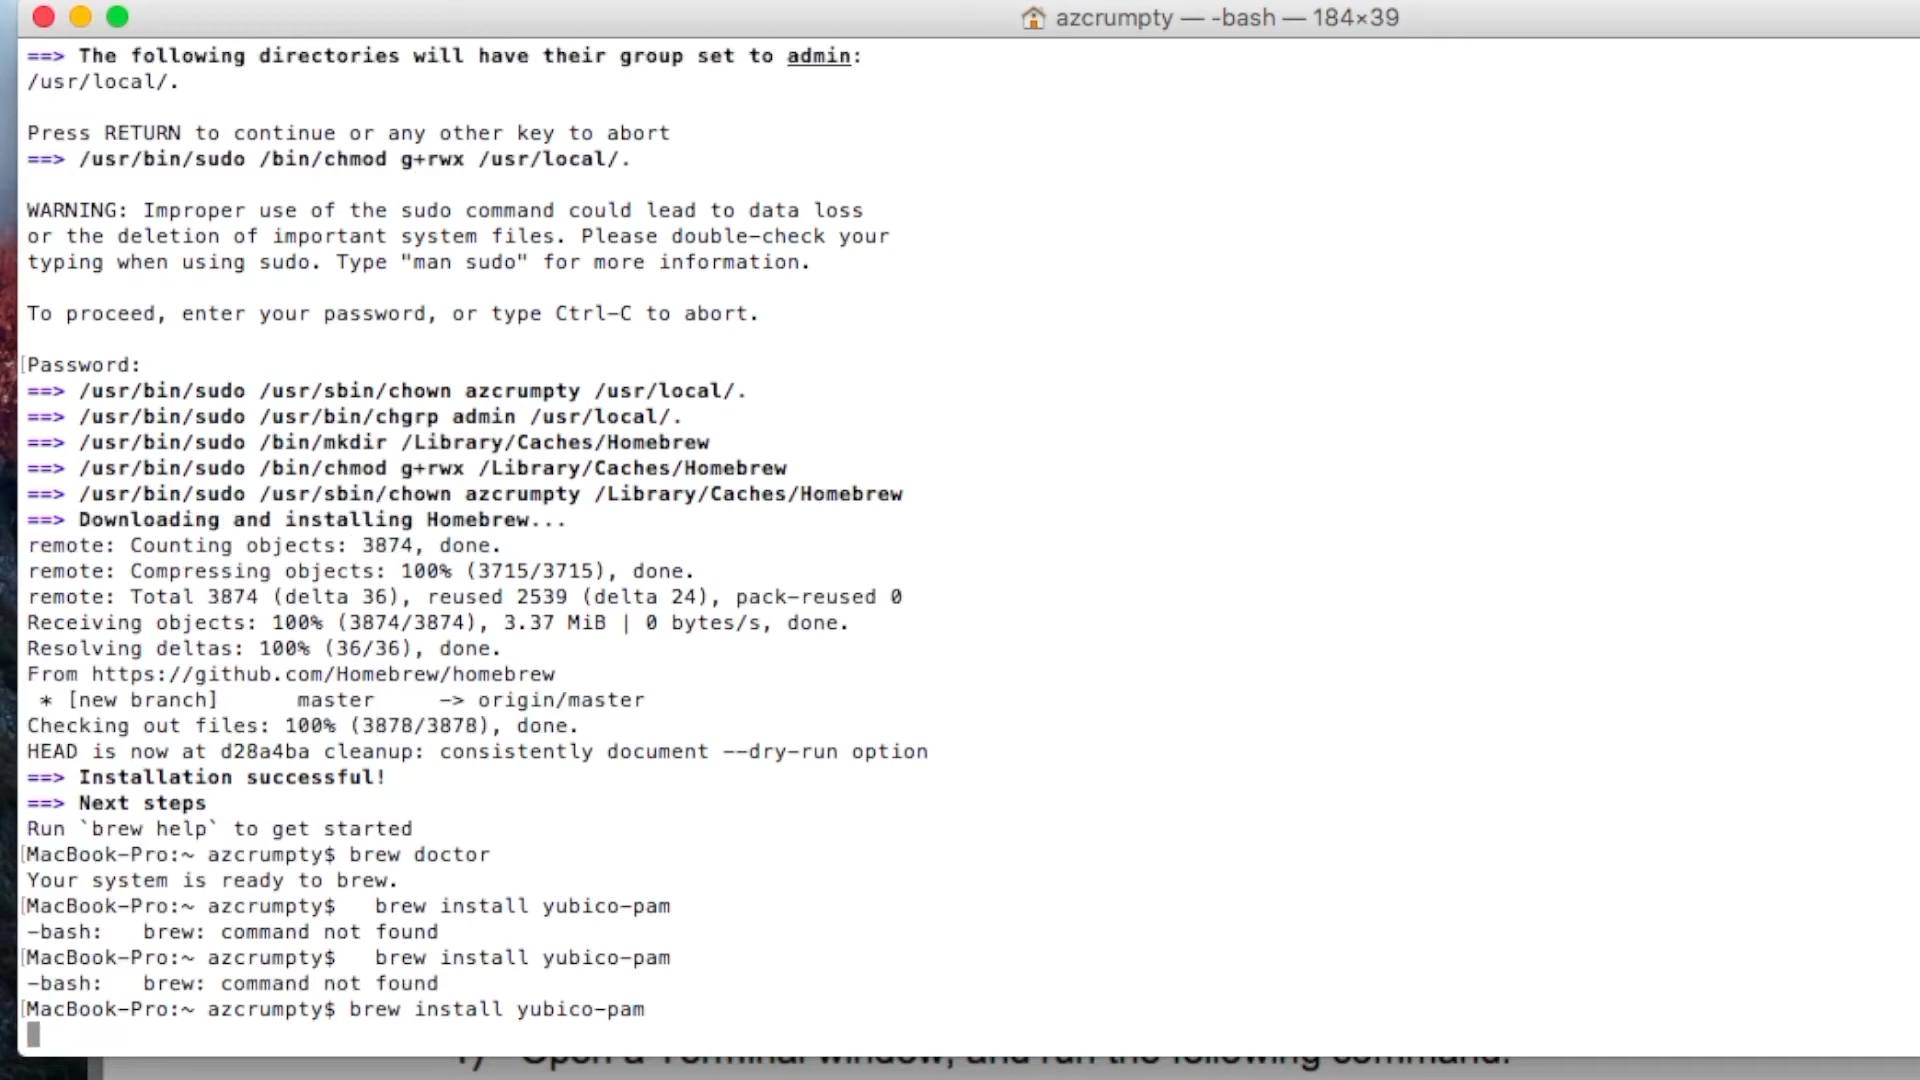 azcrumpty — -bash — 184×39
==> The following directories will have their group set to admin:
/usr/local/.
Press RETURN to continue or any other key to abort
==> /usr/bin/sudo /bin/chmod g+rwx /usr/local/.
WARNING: Improper use of the sudo command could lead to data loss
or the deletion of important system files. Please double-check your
typing when using sudo. Type "man sudo" for more information.
To proceed, enter your password, or type Ctrl-C to abort.
[Password:
==> /usr/bin/sudo /usr/sbin/chown azcrumpty /usr/local/.
==> /usr/bin/sudo /usr/bin/chgrp admin /usr/local/.
==> /usr/bin/sudo /bin/mkdir /Library/Caches/Homebrew
==> /usr/bin/sudo /bin/chmod g+rwx /Library/Caches/Homebrew
==> /usr/bin/sudo /usr/sbin/chown azcrumpty /Library/Caches/Homebrew
==> Downloading and installing Homebrew...
remote: Counting objects: 3874, done.
remote: Compressing objects: 100% (3715/3715), done.
remote: Total 3874 (delta 36), reused 2539 (delta 24), pack-reused 0
Receiving objects: 100% (3874/3874), 3.37 MiB | 0 bytes/s, done.
Resolving deltas: 100% (36/36), done.
From https://github.com/Homebrew/homebrew
 * [new branch]      master     -> origin/master
Checking out files: 100% (3878/3878), done.
HEAD is now at d28a4ba cleanup: consistently document --dry-run option
==> Installation successful!
==> Next steps
Run `brew help` to get started
[MacBook-Pro:~ azcrumpty$ brew doctor
Your system is ready to brew.
[MacBook-Pro:~ azcrumpty$   brew install yubico-pam
-bash:   brew: command not found
[MacBook-Pro:~ azcrumpty$   brew install yubico-pam
-bash:   brew: command not found
[MacBook-Pro:~ azcrumpty$ brew install yubico-pam
Open a Terminal window, and run the following command: